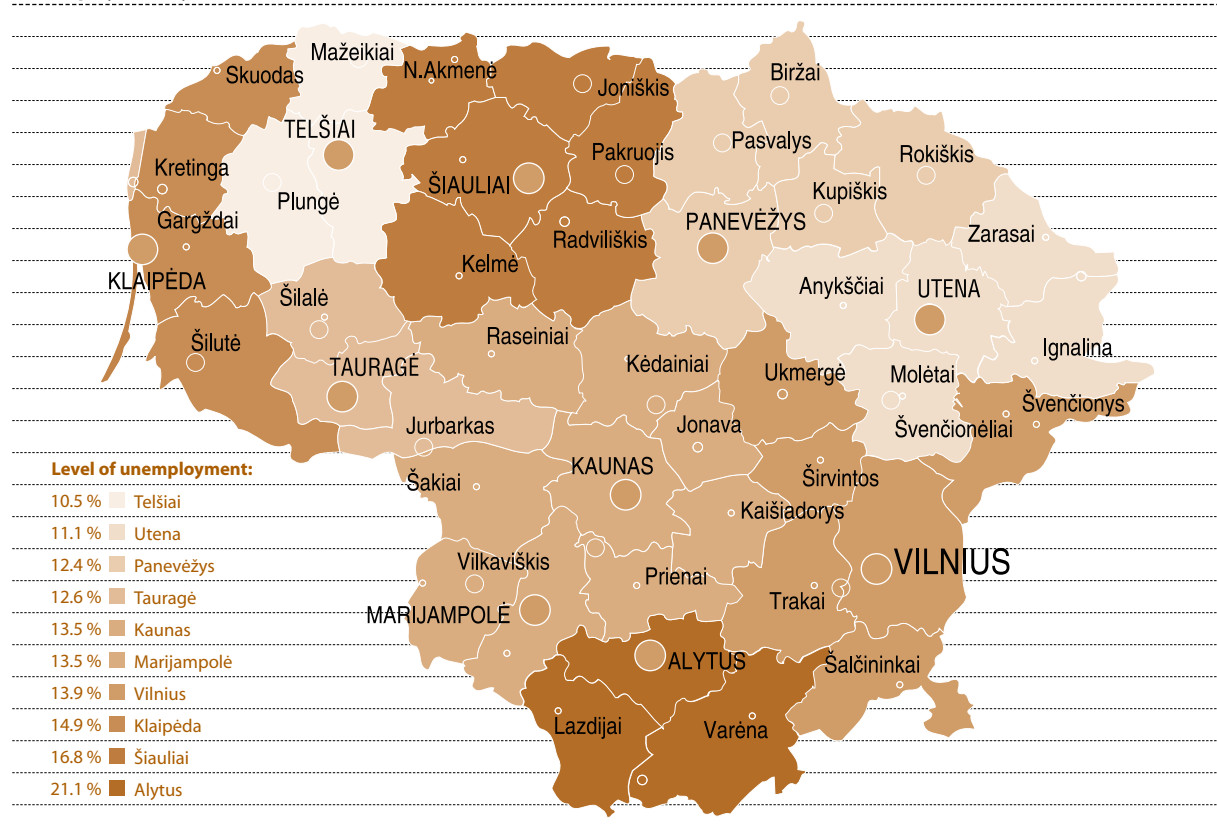 Mažeikiai
Skuodas
N.Akmenė
Joniškis
Biržai
TELŠIAI
Kretinga
Plungė
ŠIAULIAI
Pakruojis
Pasvalys
Rokiškis
Kupiškis
Gargždai
KLAIPĖDA
Kelmė
Radviliškis
PANEVĖŽYS
Zarasai
Anykščiai
UTENA
Šilalė
Šilutė
TAURAGĖ
Raseiniai
Kėdainiai
Ukmergė
Molėtai
Ignalina
Švenčionys
Švenčionėliai
Jurbarkas
Jonava
Šakiai
KAUNAS
Širvintos
Kaišiadorys
Vilkaviškis
Prienai
VILNIUS
Trakai
MARIJAMPOLĖ
ALYTUS
Šalčininkai
Lazdijai
Varėna
Level of unemployment:
10.5 % Telšiai
11.1 % Utena
12.4 % Panevėžys
12.6 % Tauragė
13.5 % Kaunas
13.5 % Marijampolė
13.9 % Vilnius
14.9 % Klaipėda
16.8 % Šiauliai
21.1 % Alytus